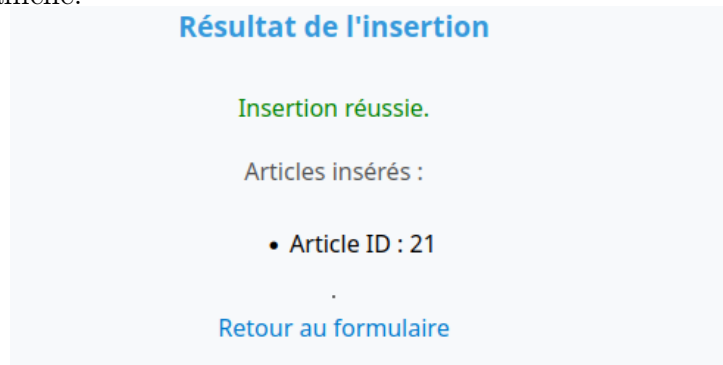 Résultat de l'insertion
Insertion réussie.
Articles insérés :
• Article ID : 21
.
Retour au formulaire